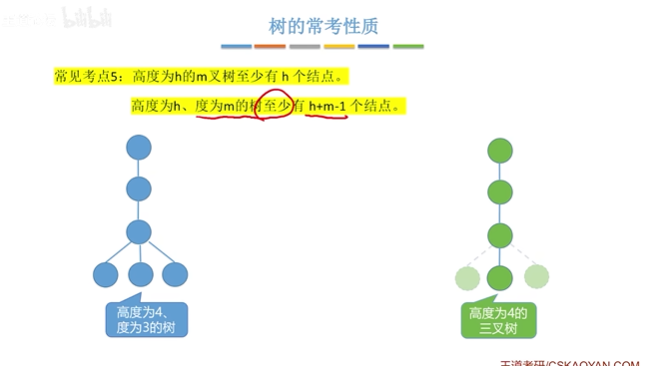 bilibili
树的常考性质
常见考点5：高度为h的m叉树至少有 h 个结点。
高度为h、度为m的树至少有 h+m-1 个结点。
高度为4、
度为3的树
高度为4的
三叉树
王道考研/CSKAOYAN.COM